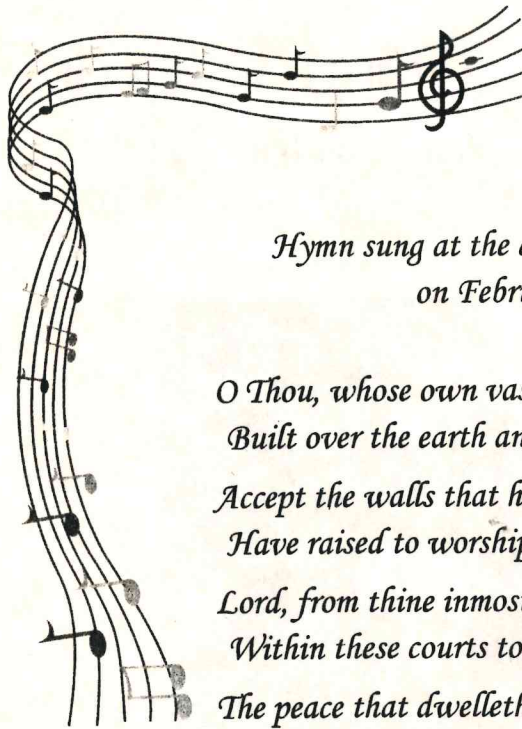 Hymn sung at the
on Febr
O Thou, whose own vas
Built over the earth an
Accept the walls that h
Have raised to worship
Lord, from thine inmos
Within these courts to
The peace that dwelleth